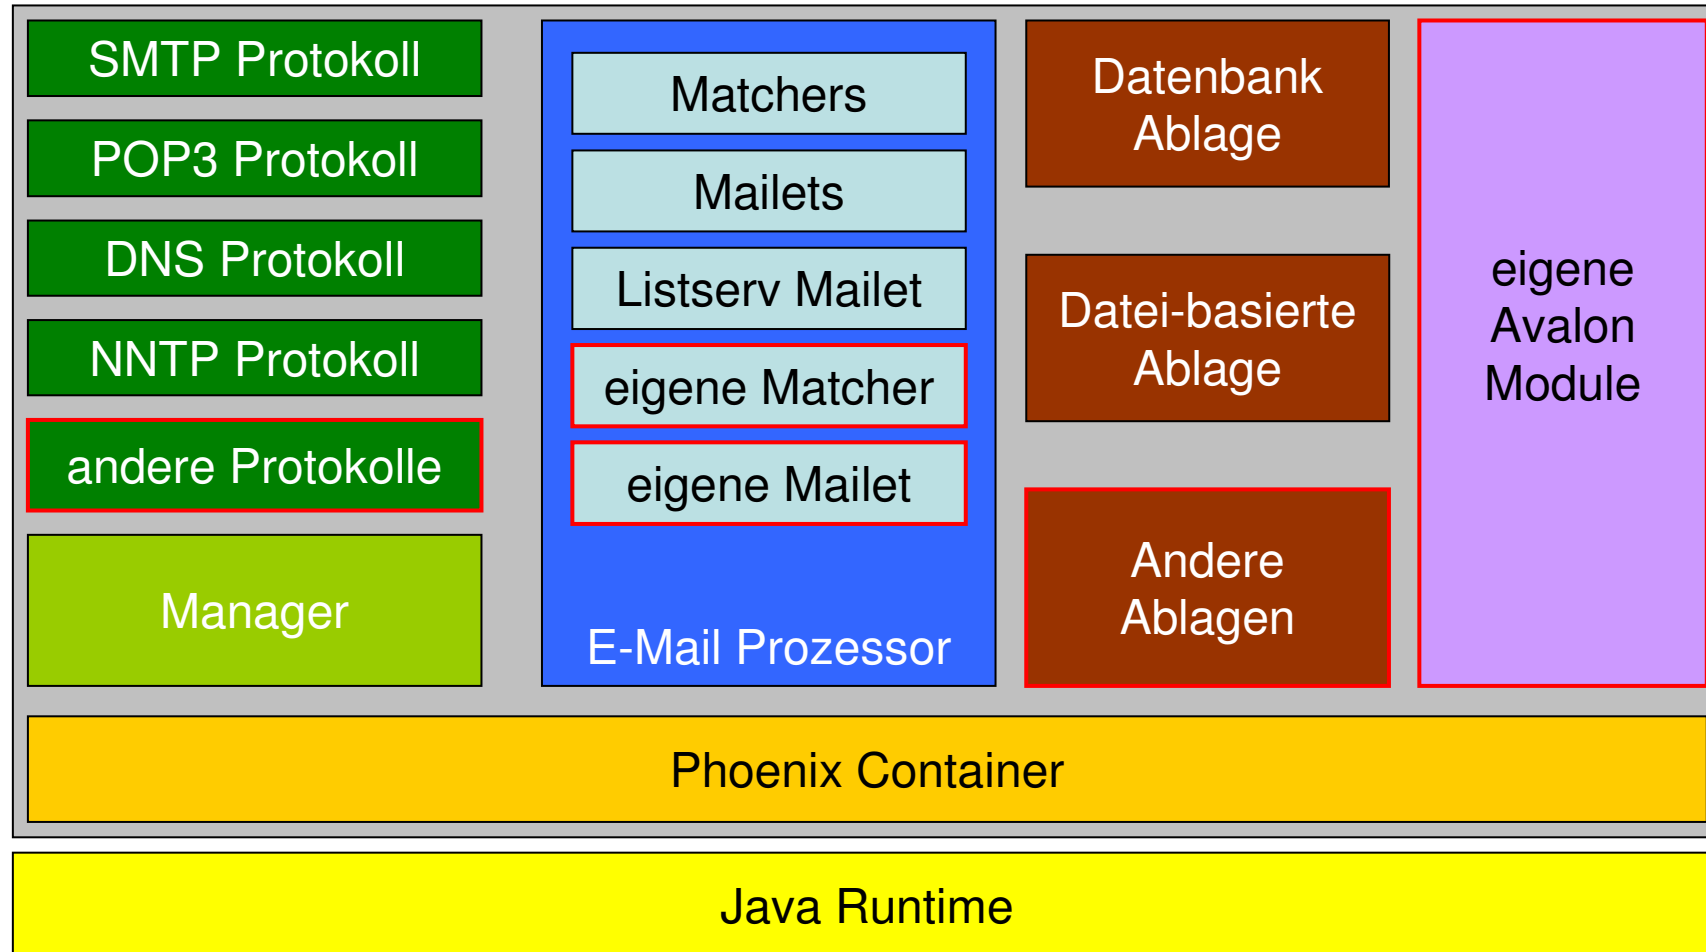 SMTP Protokoll
POP3 Protokoll
DNS Protokoll
NNTP Protokoll
andere Protokolle
Manager
Matchers
Mailets
Listserv Mailet
eigene Matcher
eigene Mailet
E-Mail Prozessor
Datenbank
Ablage
Datei-basierte
Ablage
Andere
Ablagen
eigene
Avalon
Module
Phoenix Container
Java Runtime